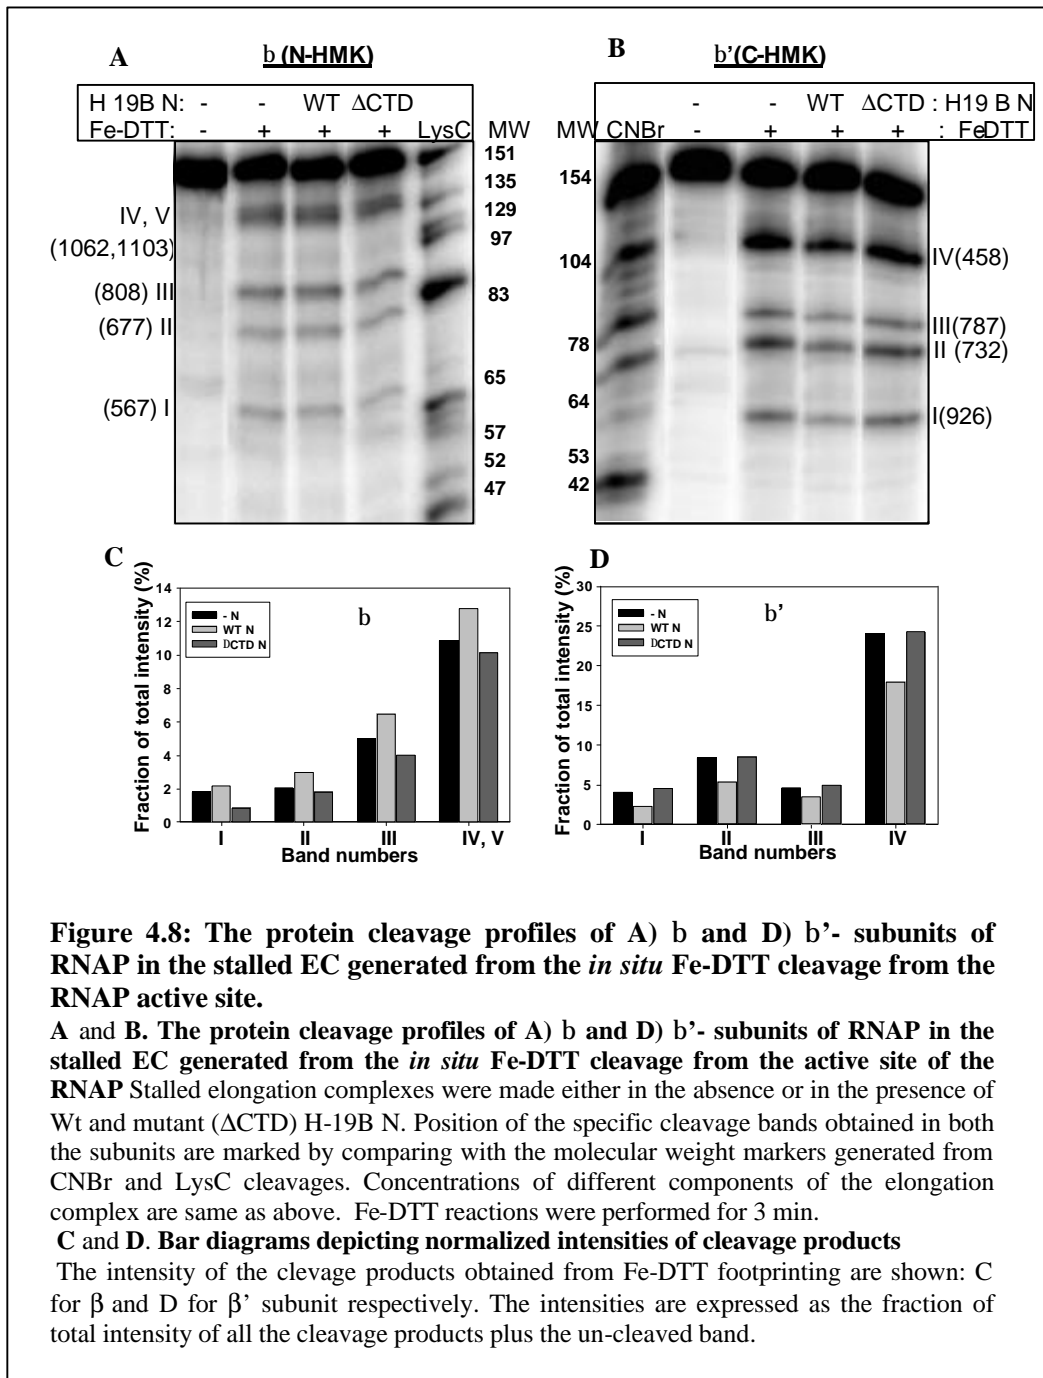 A
b (N-HMK)
H 19B N: - - WT ΔCTD
Fe-DTT: - + + + LysC MW
151
135
129
97
83
65
57
52
47
IV, V
(1062,1103)
(808) III
(677) II
(567) I
B
b’(C-HMK)
- - WT ΔCTD : H19 B N
MW CNBr - + + + : FeDTT
154
104
78
64
53
42
IV(458)
III(787)
II (732)
I(926)
C
Fraction of total intensity (%)
14
12
10
8
6
4
2
0
- N
WT N
DCTD N
b
I II III IV, V
Band numbers
D
Fraction of total intensity (%)
30
25
20
15
10
5
0
- N
WT N
DCTD N
b’
I II III IV
Band numbers
Figure 4.8: The protein cleavage profiles of A) b and D) b’- subunits of
RNAP in the stalled EC generated from the in situ Fe-DTT cleavage from the
RNAP active site.
A and B. The protein cleavage profiles of A) b and D) b’- subunits of RNAP in the
stalled EC generated from the in situ Fe-DTT cleavage from the active site of the
RNAP Stalled elongation complexes were made either in the absence or in the presence of
Wt and mutant (ΔCTD) H-19B N. Position of the specific cleavage bands obtained in both
the subunits are marked by comparing with the molecular weight markers generated from
CNBr and LysC cleavages. Concentrations of different components of the elongation
complex are same as above. Fe-DTT reactions were performed for 3 min.
C and D. Bar diagrams depicting normalized intensities of cleavage products
The intensity of the clevage products obtained from Fe-DTT footprinting are shown: C
for β and D for β’ subunit respectively. The intensities are expressed as the fraction of
total intensity of all the cleavage products plus the un-cleaved band.